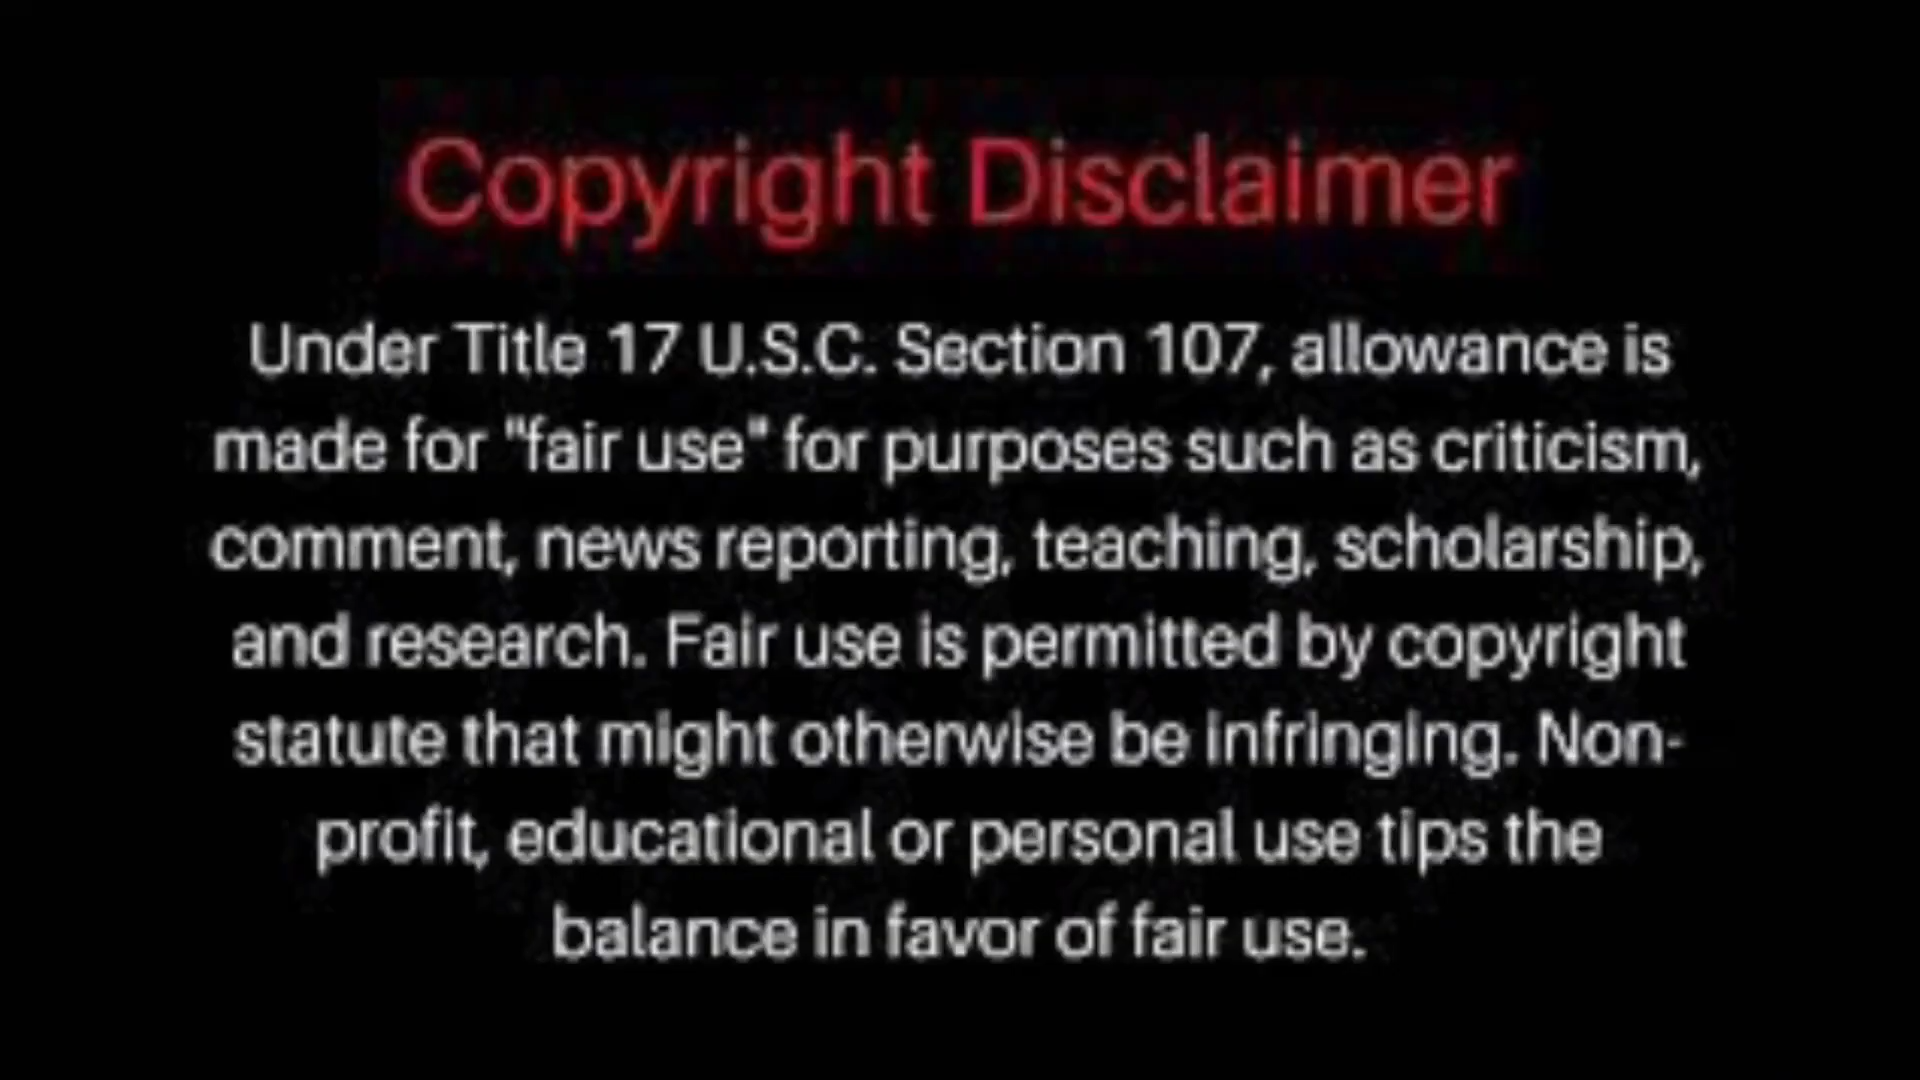 Copyright Disclaimer
Under Title 17 U.S.C. Section 107, allowance is
made for "fair use" for purposes such as criticism,
comment, news reporting, teaching, scholarship,
and research. Fair use is permitted by copyright
statute that might otherwise be infringing. Non-
profit, educational or personal use tips the
balance in favor of fair use.